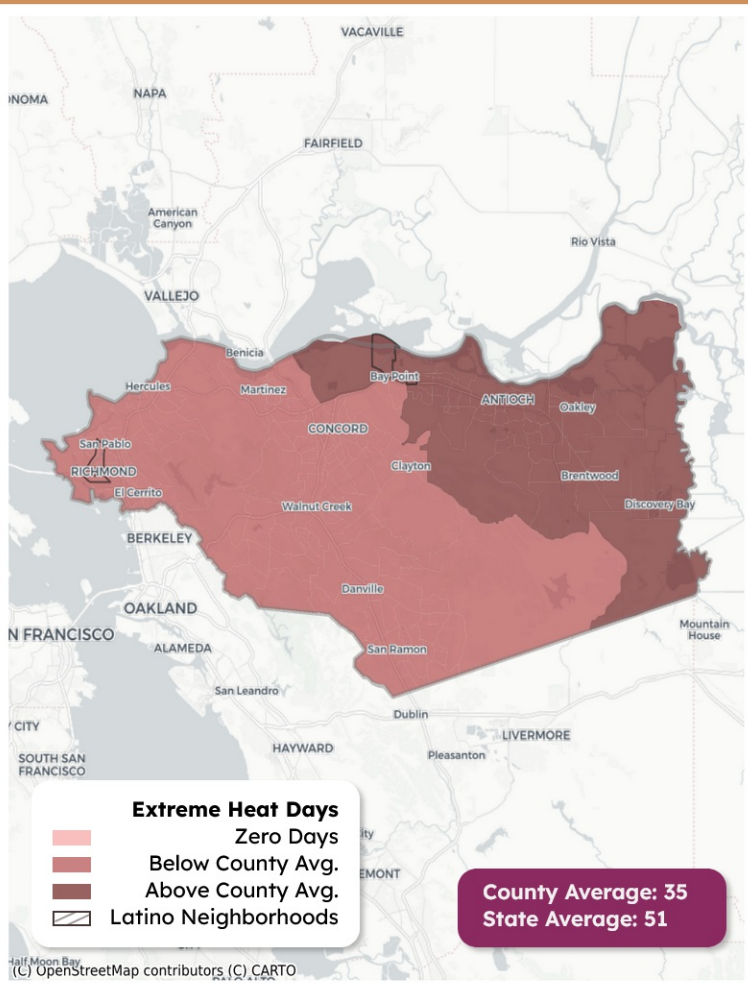 VACAVILLE
NAPA
FAIRFIELD
American
Canyon
Rio Vista
VALLEJO
Benicia
Hercules
Martinez
Bay Point
ANTIOCH
Oakley
CONCORD
San Pablo
RICHMOND
Clayton
El Cerrito
Brentwood
Walnut Creek
Discovery Bay
BERKELEY
Danville
OAKLAND
N FRANCISCO
ALAMEDA
San Ramon
Mountain
House
San Leandro
Dublin
Y CITY
LIVERMORE
HAYWARD
Pleasanton
SOUTH SAN
FRANCISCO
Extreme Heat Days
Zero Days
Below County Avg.
Above County Avg.
Latino Neighborhoods
County Average: 35
State Average: 51
EMONT
Half Moon Bay
(C) OpenStreetMap contributors (C) CARTO